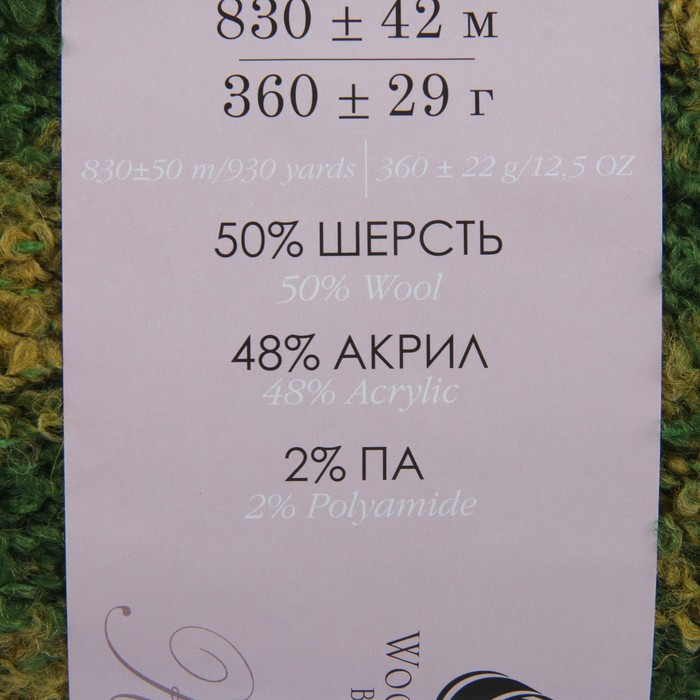 830 ± 42 м
360 ± 29 г
830±50 m/930 yards | 360 ± 22 g/12,5 OZ
50% ШЕРСТЬ
50% Wool
48% АКРИЛ
48% Acrylic
2% ПА
2% Polyamide